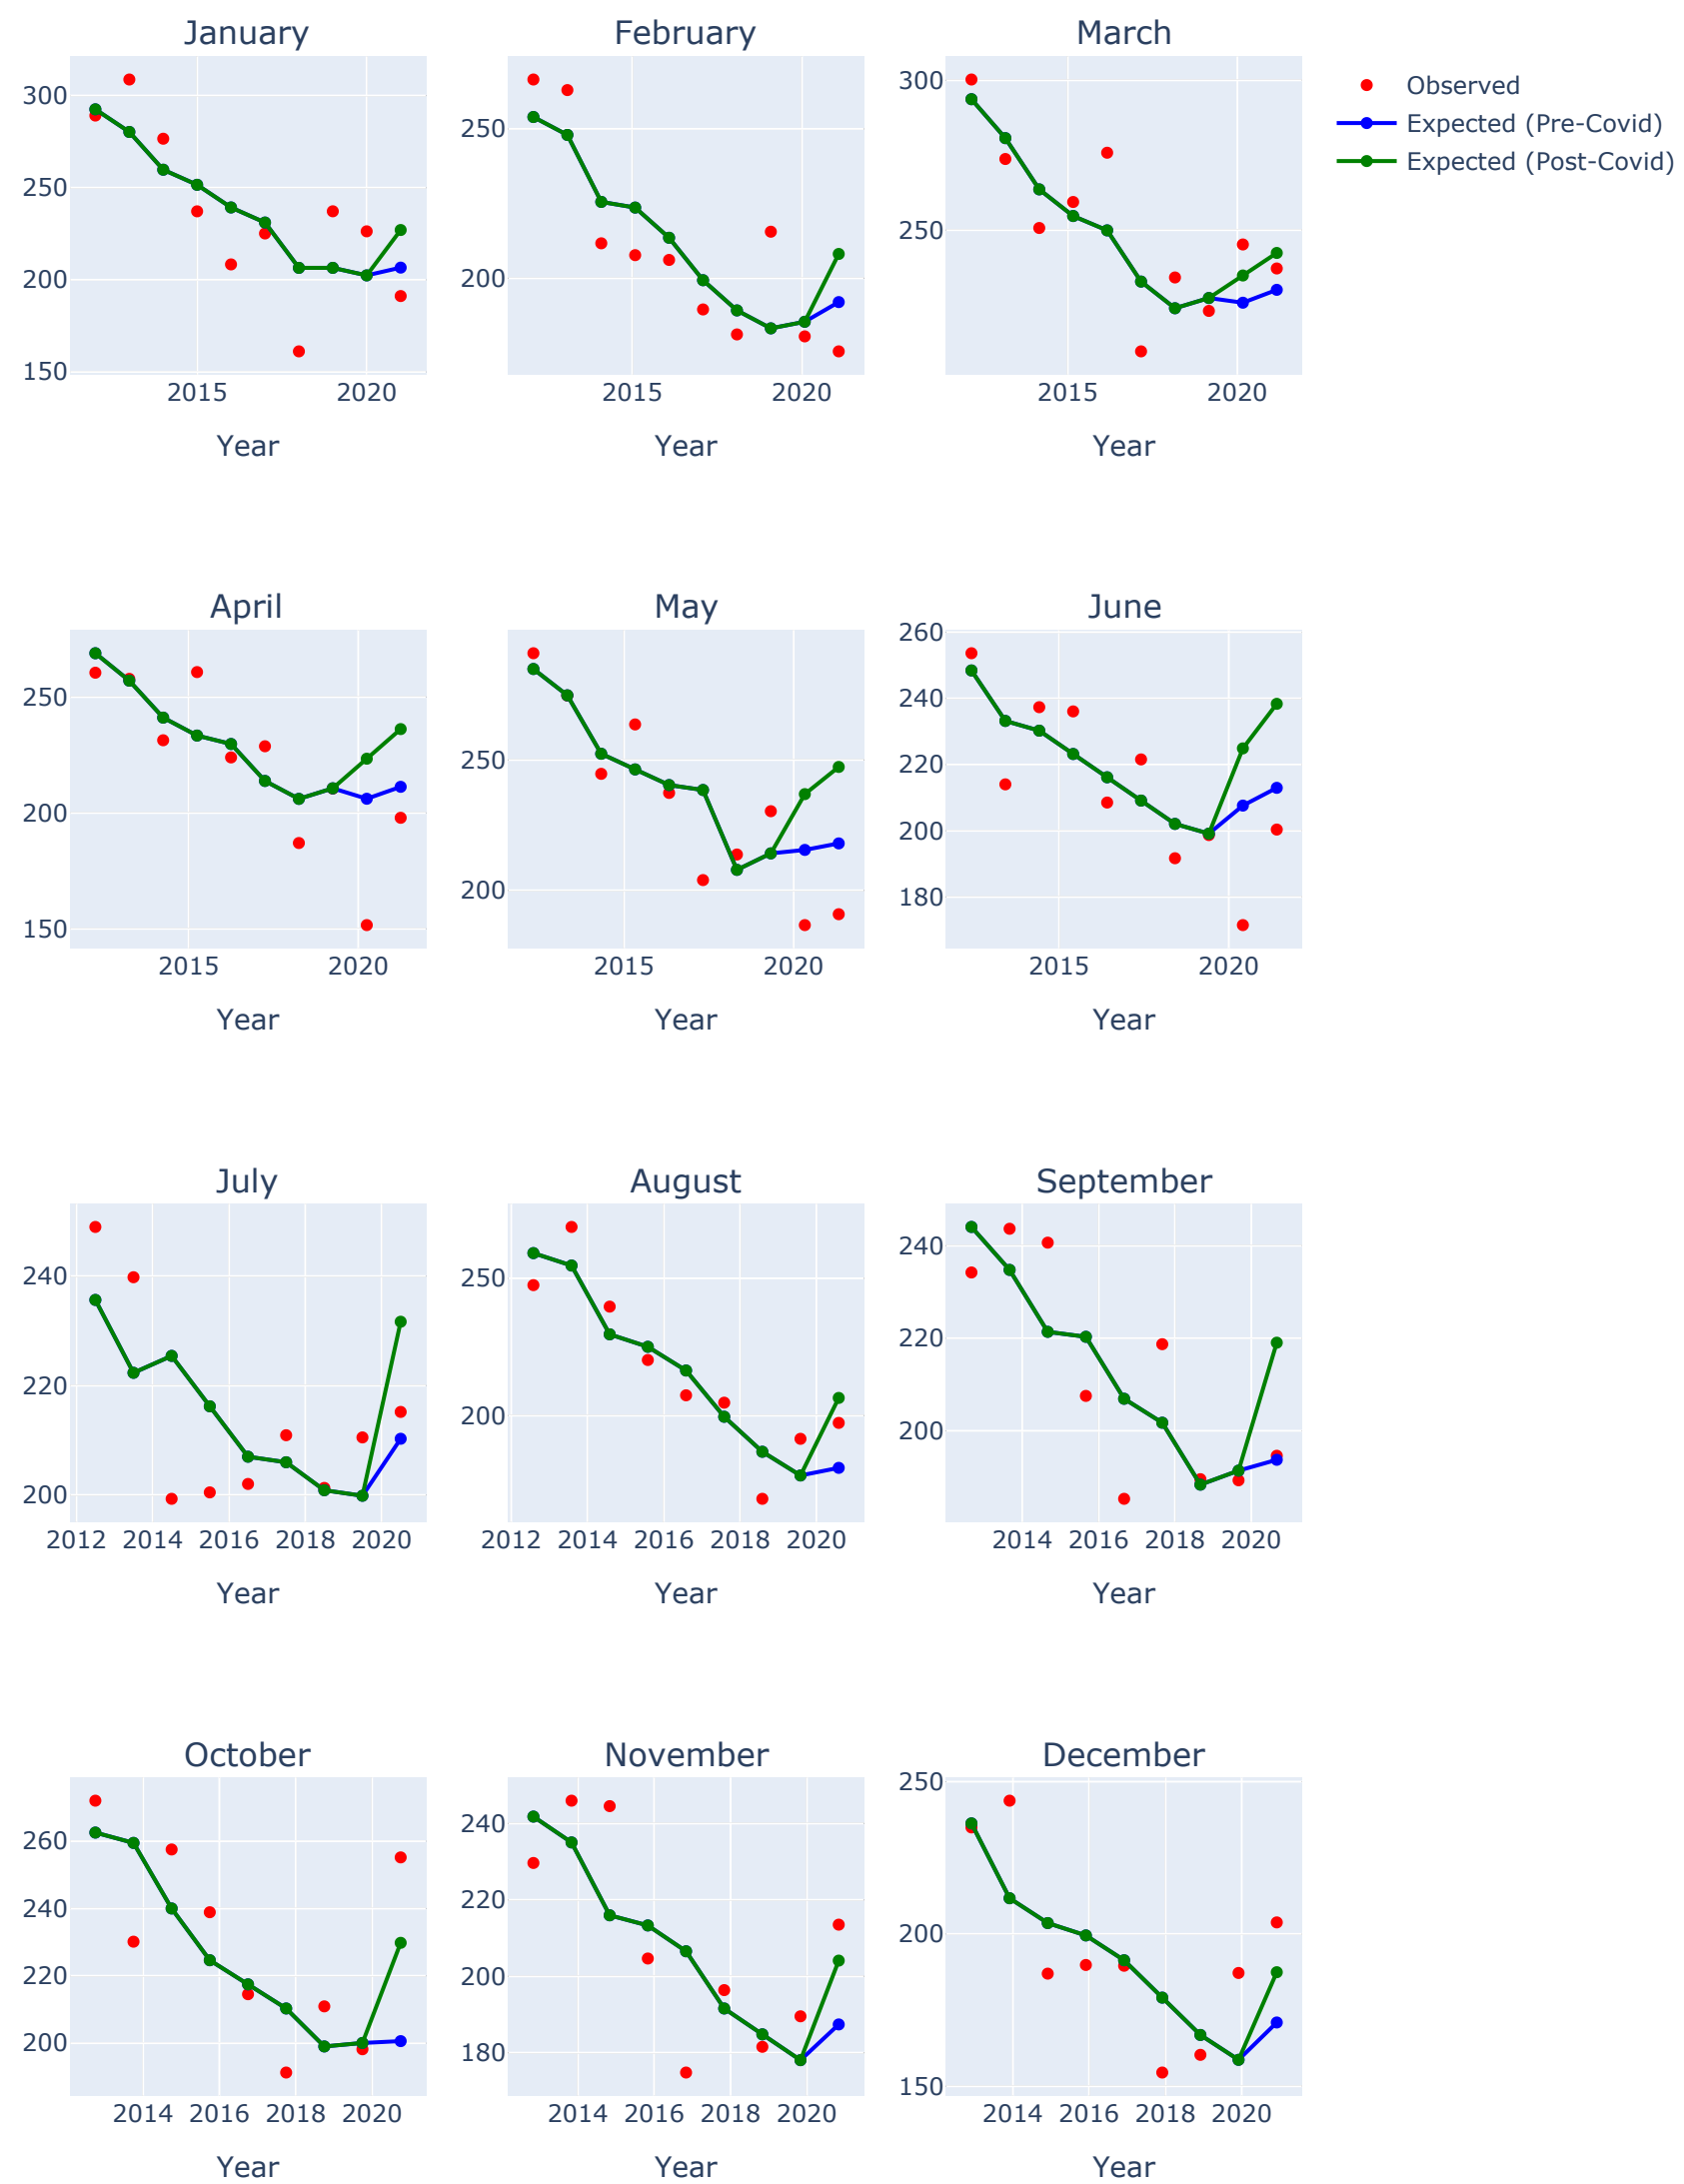 January
February
March
Observed
Expected (Pre-Covid)
Expected (Post-Covid)
300
250
200
150
2015
2020
Year
250
200
2015
2020
Year
300
250
2015
2020
Year
April
May
June
250
200
150
2015
2020
Year
250
200
2015
2020
Year
260
240
220
200
180
2015
2020
Year
July
August
September
240
220
200
2012
2014
2016
2018
2020
Year
250
200
2012
2014
2016
2018
2020
Year
240
220
200
2014
2016
2018
2020
Year
October
November
December
260
240
220
200
2014
2016
2018
2020
Year
240
220
200
180
2014
2016
2018
2020
Year
250
200
150
2014
2016
2018
2020
Year